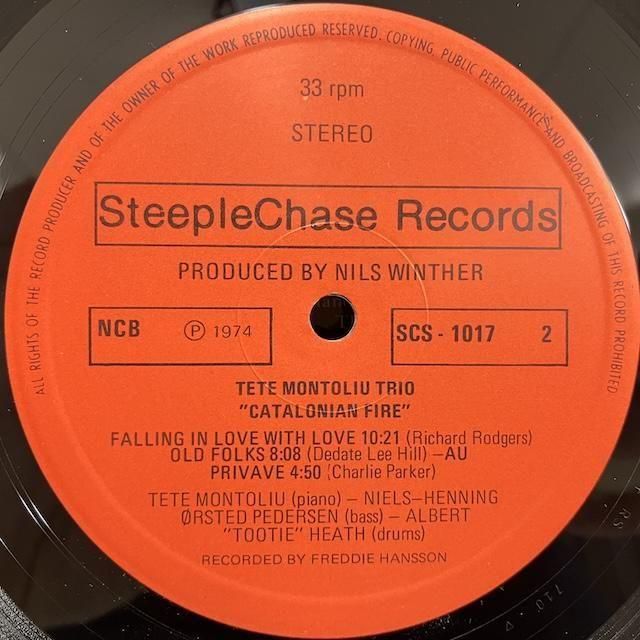 ALL RIGHTS OF THE RECORD PRODUCER AND OF THE OWNER OF THE WORK REPRODUCED RESERVED. COPYING, PUBLIC PERFORMANCE AND BROADCASTING OF THIS RECORD PROHIBITED
33 rpm
STEREO
SteepleChase Records
PRODUCED BY NILS WINTHER
NCB ℗ 1974 SCS - 1017 2
TETE MONTOLIU TRIO
"CATALONIAN FIRE"
FALLING IN LOVE WITH LOVE 10:21 (Richard Rodgers)
OLD FOLKS 8:08 (Dedate Lee Hill) – AU
PRIVAVE 4:50 (Charlie Parker)
TETE MONTOLIU (piano) – NIELS–HENNING
ØRSTED PEDERSEN (bass) – ALBERT
"TOOTIE" HEATH (drums)
RECORDED BY FREDDIE HANSSON